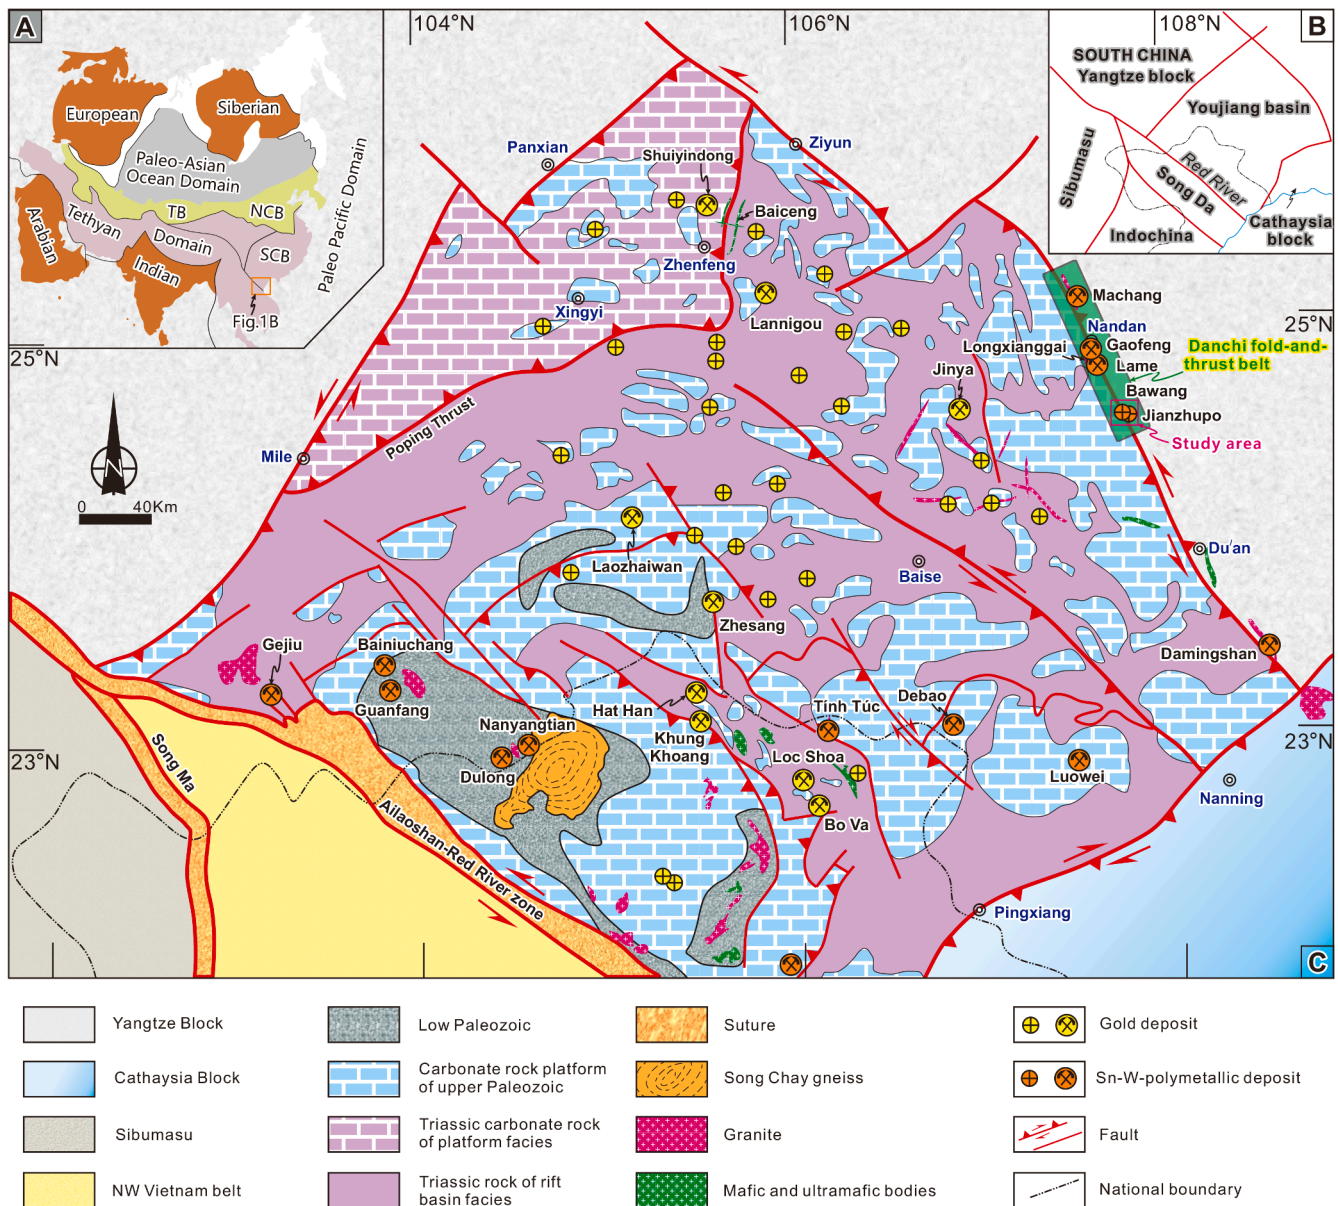 A
104°N
106°N
108°N
B
European
Siberian
Paleo-Asian
Ocean Domain
Paleo Pacific Domain
TB
NCB
Tethyan
Domain
SCB
Arabian
Indian
Fig.1B
SOUTH CHINA
Yangtze block
Youjiang basin
Sibumasu
Red River
Song Da
Indochina
Cathaysia
block
Panxian
Shuiyindong
Ziyun
Baiceng
Zhenfeng
Xingyi
Lannigou
25°N
25°N
Machang
Nandan
Longxianggai
Gaofeng
Lame
Danchi fold-and-
thrust belt
Bawang
Jianzhupo
Study area
Jinya
Poping Thrust
Mile
N
0
40Km
Laozhaiwan
Baise
Du'an
Zhesang
Gejiu
Bainiuchang
Guanfang
Damingshan
Hat Han
Tính Túc
Debao
Nanyangtian
Khung
Khoang
Loc Shoa
Dulong
Luowei
23°N
23°N
Song Ma
Nanning
Bo Va
Ailaoshan-Red River zone
Pingxiang
C
Yangtze Block
Low Paleozoic
Suture
Gold deposit
Cathaysia Block
Carbonate rock platform
of upper Paleozoic
Song Chay gneiss
Sn-W-polymetallic deposit
Sibumasu
Triassic carbonate rock
of platform facies
Granite
Fault
NW Vietnam belt
Triassic rock of rift
basin facies
Mafic and ultramafic bodies
National boundary